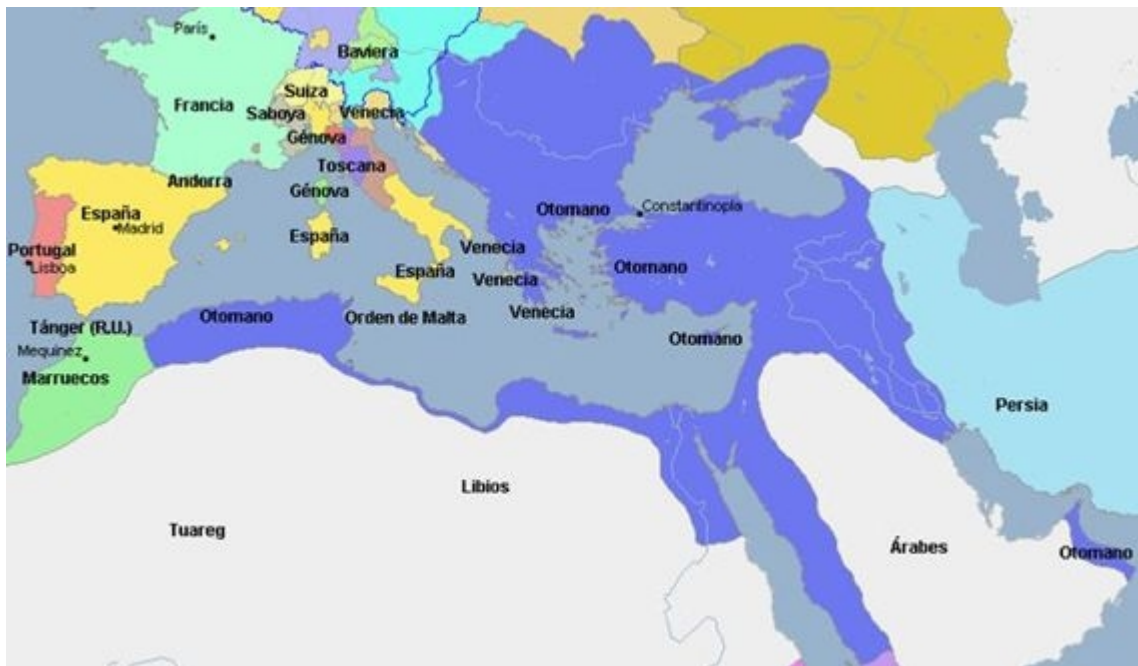 París
Baviera
Francia
Suiza
Saboya
Venecia
Génova
Toscana
Andorra
Génova
España
Madrid
Otomano
Constantinopla
España
Portugal
Lisboa
Venecia
España
Venecia
Otomano
Otomano
Orden de Malta
Venecia
Tánger (R.U.)
Otomano
Mequínez
Marruecos
Persia
Libios
Tuareg
Árabes
Otomano